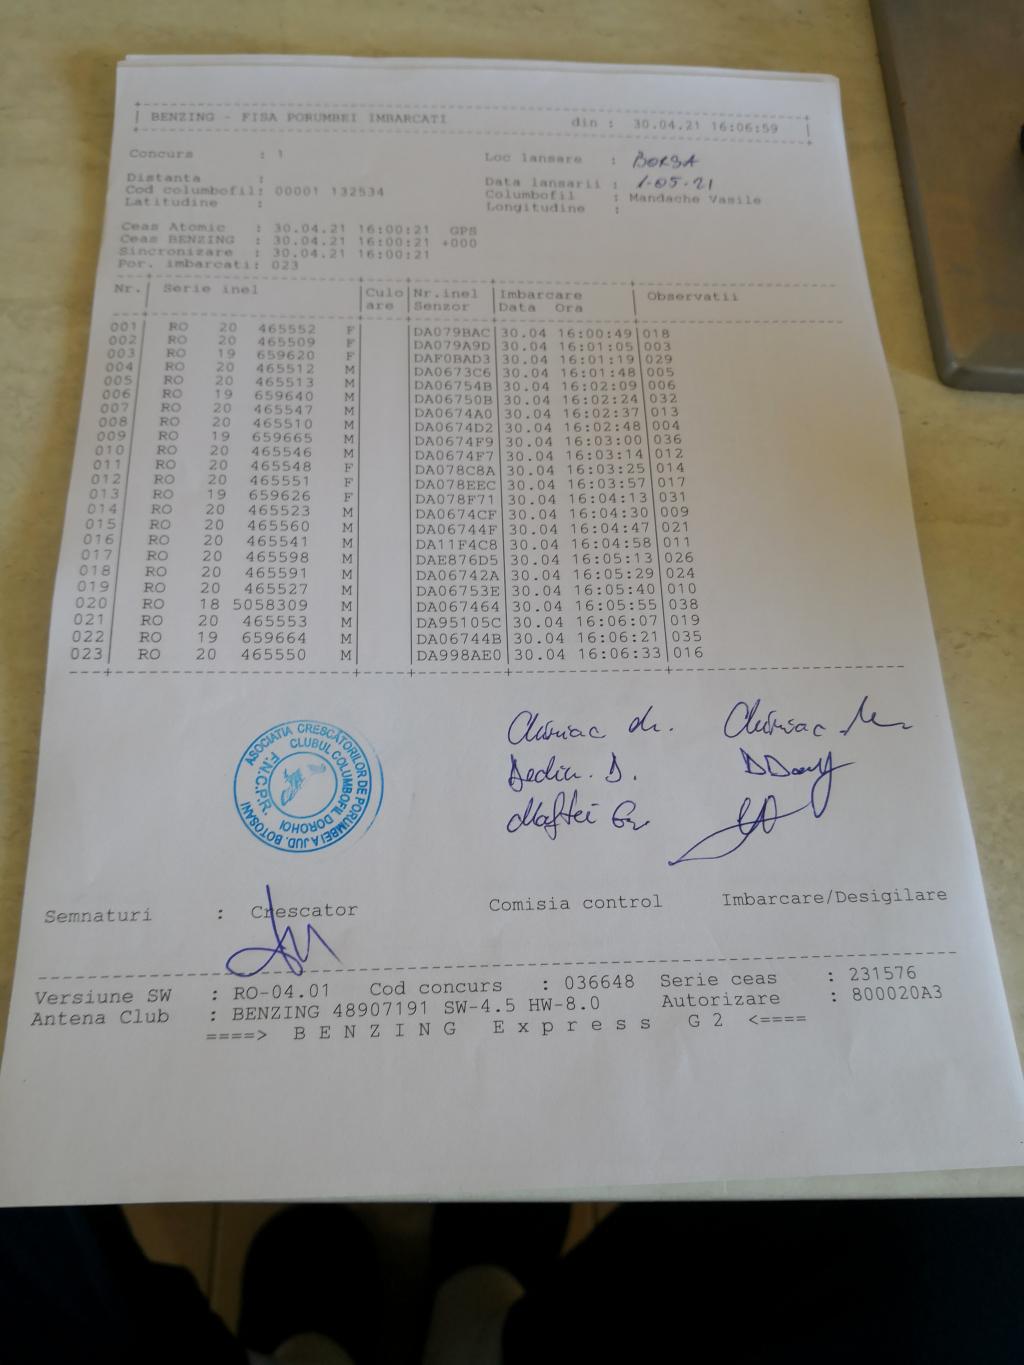 BENZING - FISA PORUMBEI IMBARCATI din : 30.04.21 16:06:59
Concurs : 1 Loc lansare : BORSA
Distanta : Data lansarii : 1-05-21
Cod columbofil: 00001 132534 Columbofil : Mandache Vasile
Latitudine : Longitudine :
Ceas Atomic : 30.04.21 16:00:21 GPS
Ceas BENZING : 30.04.21 16:00:21 +000
Sincronizare : 30.04.21 16:00:21
Por. imbarcati: 023
Nr. Serie inel Culo Nr.inel Imbarcare Observatii
are Senzor Data Ora
001 RO 20 465552 F DA079BAC 30.04 16:00:49 018
002 RO 20 465509 F DA079A9D 30.04 16:01:05 003
003 RO 19 659620 F DAF0BAD3 30.04 16:01:19 029
004 RO 20 465512 M DA0673C6 30.04 16:01:48 005
005 RO 20 465513 M DA06754B 30.04 16:02:09 006
006 RO 19 659640 M DA06750B 30.04 16:02:24 032
007 RO 20 465547 M DA0674A0 30.04 16:02:37 013
008 RO 20 465510 M DA0674D2 30.04 16:02:48 004
009 RO 19 659665 M DA0674F9 30.04 16:03:00 036
010 RO 20 465546 M DA0674F7 30.04 16:03:14 012
011 RO 20 465548 F DA078C8A 30.04 16:03:25 014
012 RO 20 465551 F DA078EEC 30.04 16:03:57 017
013 RO 19 659626 F DA078F71 30.04 16:04:13 031
014 RO 20 465523 M DA0674CF 30.04 16:04:30 009
015 RO 20 465560 M DA06744F 30.04 16:04:47 021
016 RO 20 465541 M DA11F4C8 30.04 16:04:58 011
017 RO 20 465598 M DAE876D5 30.04 16:05:13 026
018 RO 20 465591 M DA06742A 30.04 16:05:29 024
019 RO 20 465527 M DA06753E 30.04 16:05:40 010
020 RO 18 5058309 M DA067464 30.04 16:05:55 038
021 RO 20 465553 M DA95105C 30.04 16:06:07 019
022 RO 19 659664 M DA06744B 30.04 16:06:21 035
023 RO 20 465550 M DA998AE0 30.04 16:06:33 016
ASOCIATIA CRESCĂTORILOR DE PORUMBEI A JUD. BOTOSANI
CLUBUL COLUMBOFIL DOROHOI
F.N.C.P.R.
Chiriac Chiriac
Dediu. D.
Maftei
Semnaturi : Crescator Comisia control Imbarcare/Desigilare
Versiune SW : RO-04.01 Cod concurs : 036648 Serie ceas : 231576
Antena Club : BENZING 48907191 SW-4.5 HW-8.0 Autorizare : 800020A3
====> B E N Z I N G E x p r e s s G 2 <====